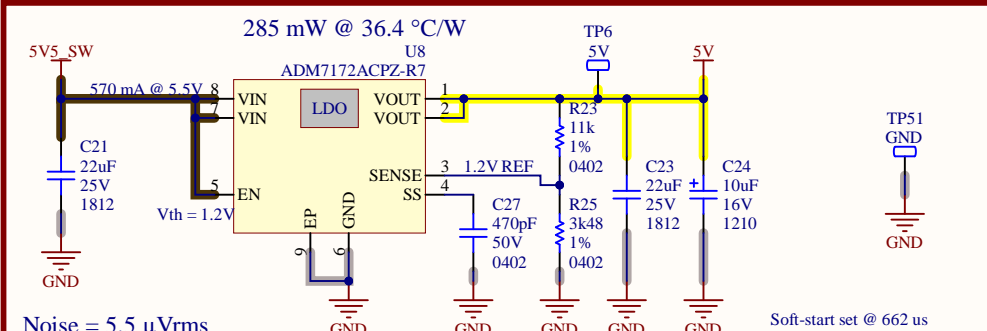 285 mW @ 36.4 °C/W
5V5_SW
570 mA @ 5.5V
U8
ADM7172ACPZ-R7
LDO
8
VIN
7
VIN
5
EN
Vth = 1.2V
VOUT
1
VOUT
2
SENSE
3
1.2V REF
SS
4
EP
9
GND
6
C21
22uF
25V
1812
GND
GND
C27
470pF
50V
0402
GND
R23
11k
1%
0402
R25
3k48
1%
0402
GND
TP6
5V
C23
22uF
25V
1812
GND
5V
C24
+
10uF
16V
1210
GND
TP51
GND
GND
Noise = 5.5 µVrms
Soft-start set @ 662 us